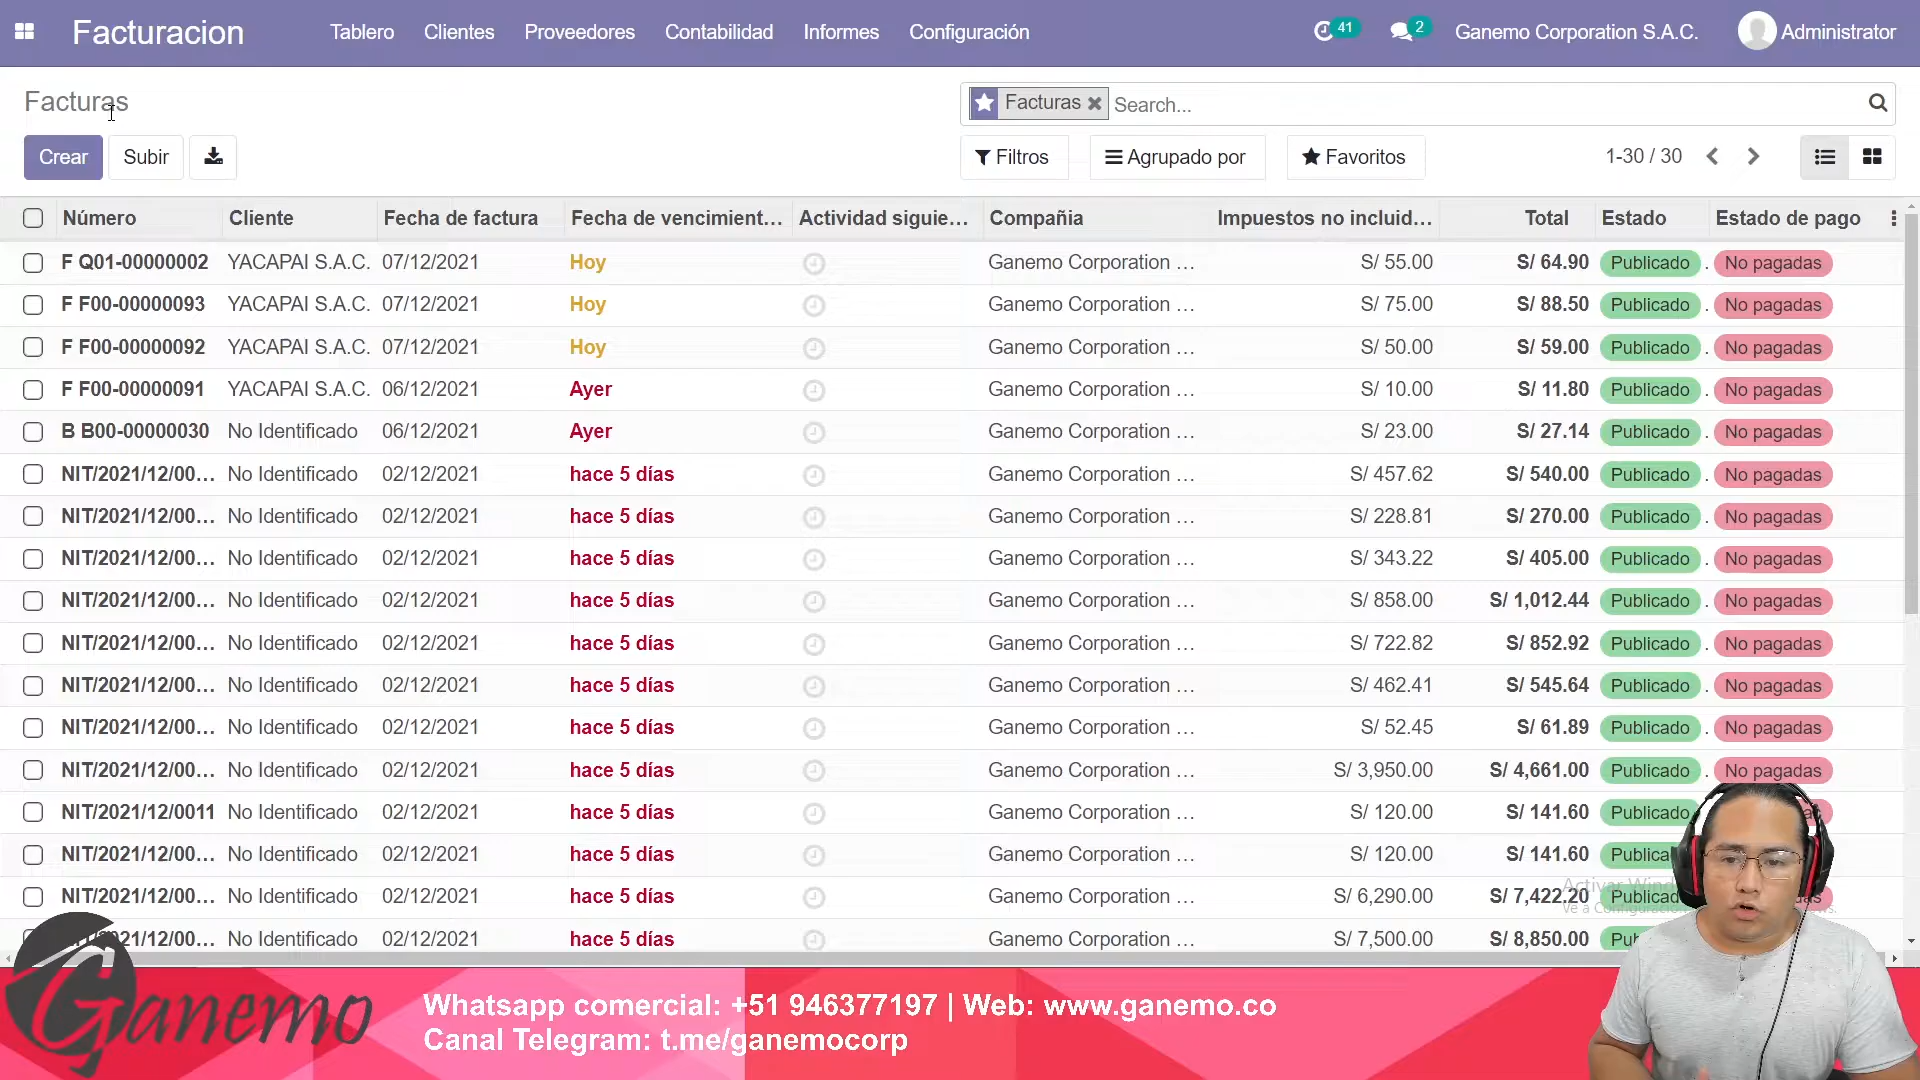 Facturacion Tablero Clientes Proveedores Contabilidad Informes Configuración 41 2 Ganemo Corporation S.A.C. Administrator
Facturas
Facturas Search...
Crear Subir Filtros Agrupado por Favoritos 1-30 / 30
Número Cliente Fecha de factura Fecha de vencimient... Actividad siguie... Compañia Impuestos no incluid... Total Estado Estado de pago
F Q01-00000002 YACAPAI S.A.C. 07/12/2021 Hoy Ganemo Corporation ... S/ 55.00 S/ 64.90 Publicado . No pagadas
F F00-00000093 YACAPAI S.A.C. 07/12/2021 Hoy Ganemo Corporation ... S/ 75.00 S/ 88.50 Publicado . No pagadas
F F00-00000092 YACAPAI S.A.C. 07/12/2021 Hoy Ganemo Corporation ... S/ 50.00 S/ 59.00 Publicado . No pagadas
F F00-00000091 YACAPAI S.A.C. 06/12/2021 Ayer Ganemo Corporation ... S/ 10.00 S/ 11.80 Publicado . No pagadas
B B00-00000030 No Identificado 06/12/2021 Ayer Ganemo Corporation ... S/ 23.00 S/ 27.14 Publicado . No pagadas
NIT/2021/12/00... No Identificado 02/12/2021 hace 5 días Ganemo Corporation ... S/ 457.62 S/ 540.00 Publicado . No pagadas
NIT/2021/12/00... No Identificado 02/12/2021 hace 5 días Ganemo Corporation ... S/ 228.81 S/ 270.00 Publicado . No pagadas
NIT/2021/12/00... No Identificado 02/12/2021 hace 5 días Ganemo Corporation ... S/ 343.22 S/ 405.00 Publicado . No pagadas
NIT/2021/12/00... No Identificado 02/12/2021 hace 5 días Ganemo Corporation ... S/ 858.00 S/ 1,012.44 Publicado . No pagadas
NIT/2021/12/00... No Identificado 02/12/2021 hace 5 días Ganemo Corporation ... S/ 722.82 S/ 852.92 Publicado . No pagadas
NIT/2021/12/00... No Identificado 02/12/2021 hace 5 días Ganemo Corporation ... S/ 462.41 S/ 545.64 Publicado . No pagadas
NIT/2021/12/00... No Identificado 02/12/2021 hace 5 días Ganemo Corporation ... S/ 52.45 S/ 61.89 Publicado . No pagadas
NIT/2021/12/00... No Identificado 02/12/2021 hace 5 días Ganemo Corporation ... S/ 3,950.00 S/ 4,661.00 Publicado . No pagadas
NIT/2021/12/0011 No Identificado 02/12/2021 hace 5 días Ganemo Corporation ... S/ 120.00 S/ 141.60 Publicado
NIT/2021/12/00... No Identificado 02/12/2021 hace 5 días Ganemo Corporation ... S/ 120.00 S/ 141.60
NIT/2021/12/00... No Identificado 02/12/2021 hace 5 días Ganemo Corporation ... S/ 6,290.00 S/ 7,422.20
21/12/00... No Identificado 02/12/2021 hace 5 días Ganemo Corporation ... S/ 7,500.00 S/ 8,850.00
Ganemo
Whatsapp comercial: +51 946377197 | Web: www.ganemo.co
Canal Telegram: t.me/ganemocorp